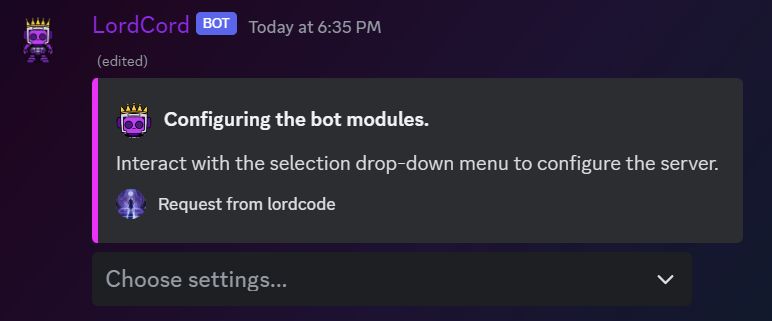 LordCord BOT Today at 6:35 PM
(edited)
Configuring the bot modules.
Interact with the selection drop-down menu to configure the server.
Request from lordcode
Choose settings...